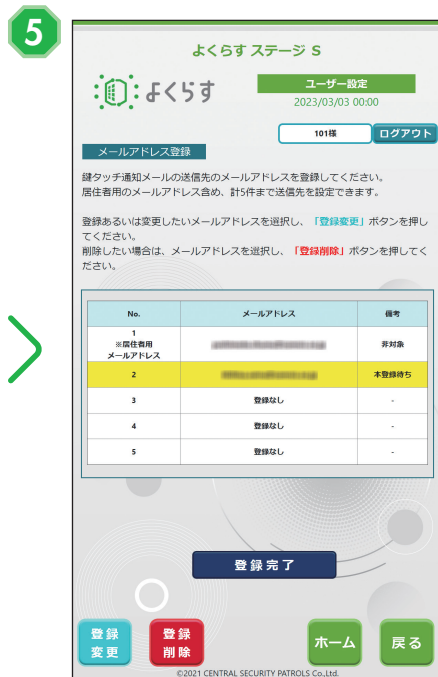 5
よくらす ステージ S
よくらす
ユーザー設定
2023/03/03 00:00
101様
ログアウト
メールアドレス登録
鍵タッチ通知メールの送信先のメールアドレスを登録してください。
居住者用のメールアドレス含め、計5件まで送信先を設定できます。
登録あるいは変更したいメールアドレスを選択し、「登録変更」ボタンを押し
てください。
削除したい場合は、メールアドレスを選択し、「登録削除」ボタンを押してく
ださい。
No. メールアドレス 備考
1
※居住者用
メールアドレス
非対象
2 本登録待ち
3 登録なし -
4 登録なし -
5 登録なし -
登録完了
登録
変更
登録
削除
ホーム
戻る
©2021 CENTRAL SECURITY PATROLS Co.,Ltd.